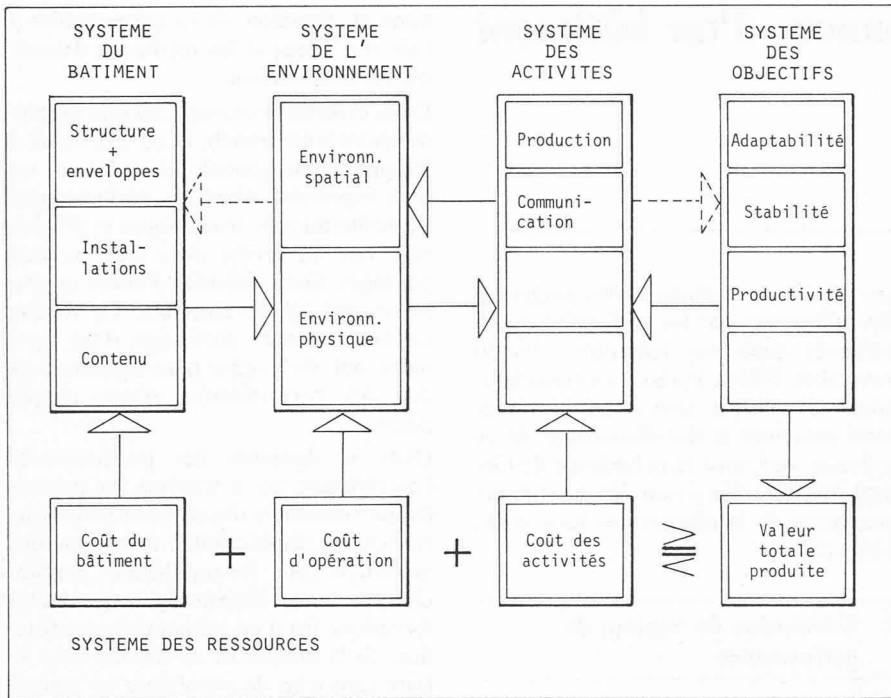 SYSTEME
DU
BATIMENT
SYSTEME
DE L'
ENVIRONNEMENT
SYSTEME
DES
ACTIVITES
SYSTEME
DES
OBJECTIFS
Structure
+
enveloppes
Instal-
lations
Contenu
Environn.
spatial
Environn.
physique
Production
Communi-
cation
Adaptabilité
Stabilité
Productivité
Coût du
bâtiment
+
Coût
d'opération
+
Coût des
activités
Valeur
totale
produite
SYSTEME DES RESSOURCES